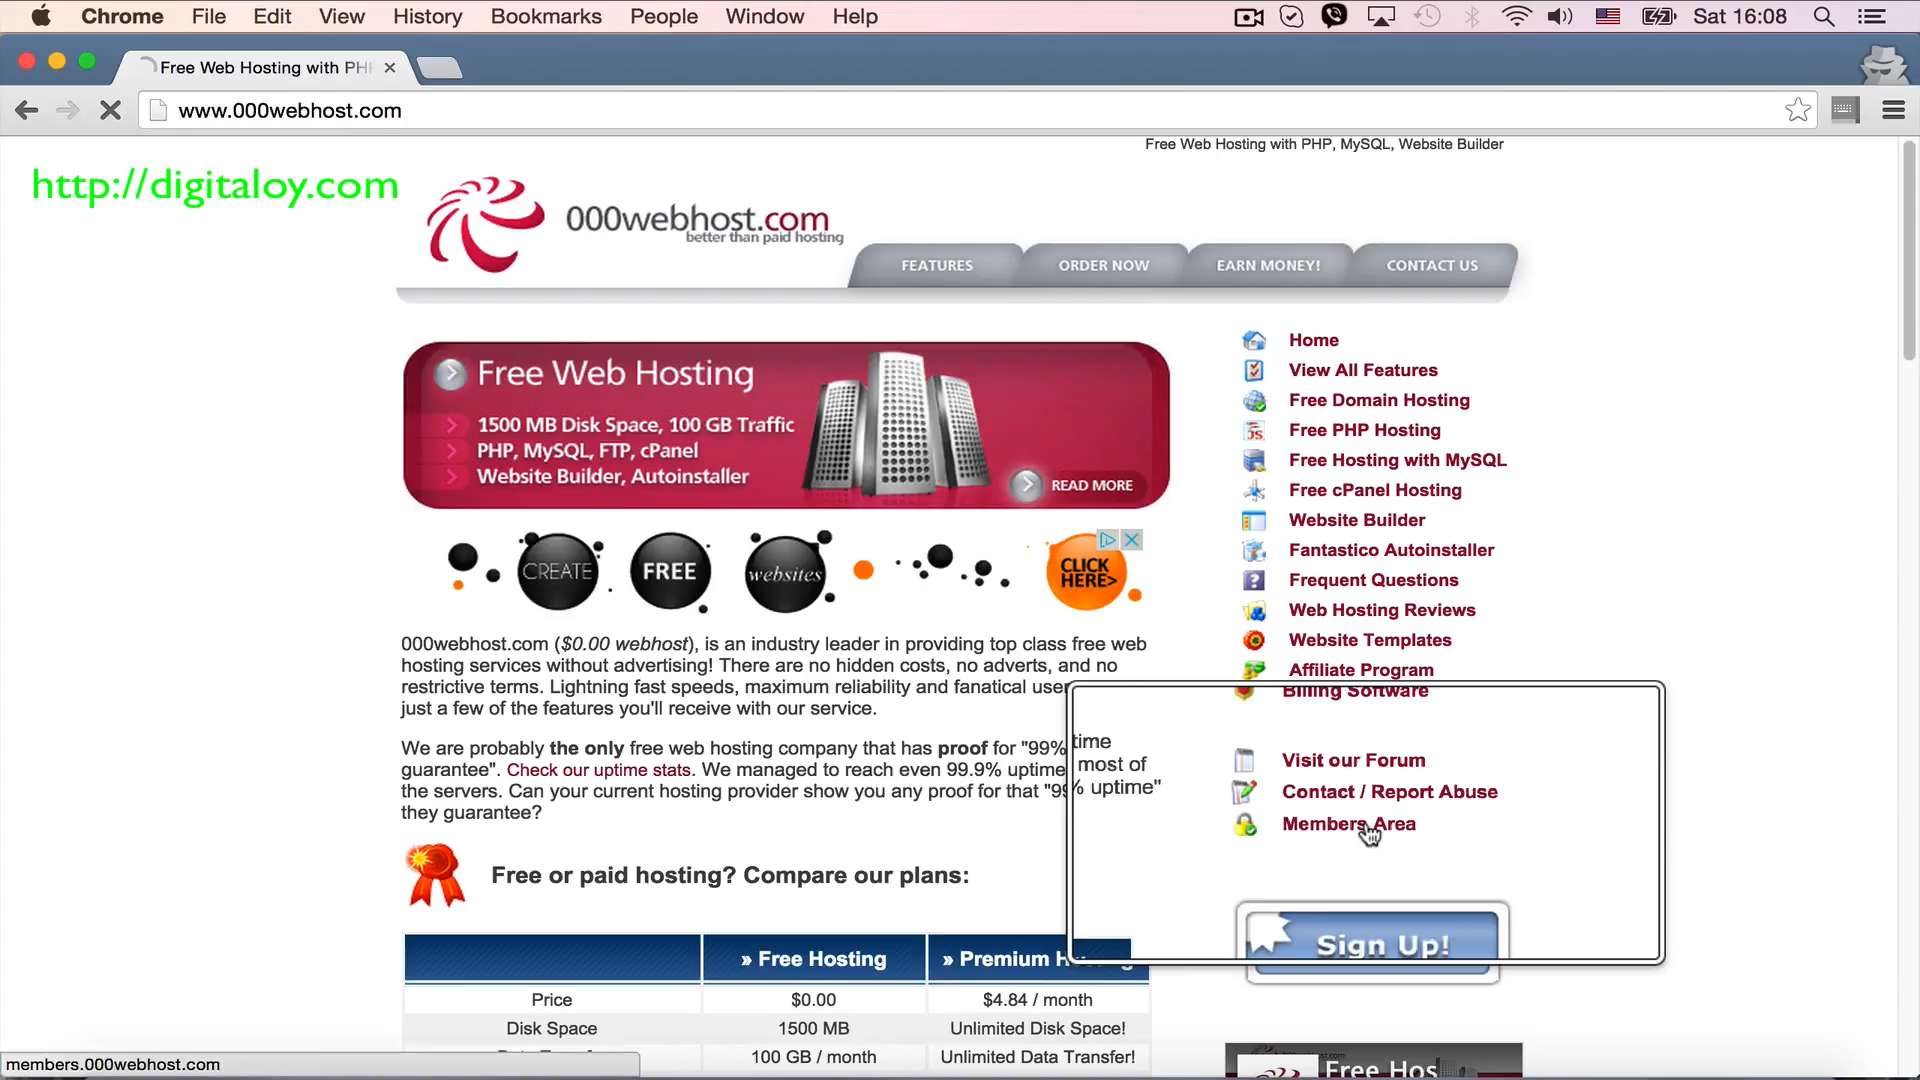 Chrome File Edit View History Bookmarks People Window Help
Sat 16:08
Free Web Hosting with PHP
www.000webhost.com
Free Web Hosting with PHP, MySQL, Website Builder
http://digitaloy.com
000webhost.com
better than paid hosting
FEATURES
ORDER NOW
EARN MONEY!
CONTACT US
Free Web Hosting
1500 MB Disk Space, 100 GB Traffic
PHP, MySQL, FTP, cPanel
Website Builder, Autoinstaller
READ MORE
CREATE
FREE
websites
CLICK
HERE>
000webhost.com ($0.00 webhost), is an industry leader in providing top class free web
hosting services without advertising! There are no hidden costs, no adverts, and no
restrictive terms. Lightning fast speeds, maximum reliability and fanatical user
just a few of the features you'll receive with our service.
We are probably the only free web hosting company that has proof for "99% time
guarantee". Check our uptime stats. We managed to reach even 99.9% uptime most of
the servers. Can your current hosting provider show you any proof for that "99 % uptime"
they guarantee?
Free or paid hosting? Compare our plans:
» Free Hosting
» Premium
Price
$0.00
$4.84 / month
Disk Space
1500 MB
Unlimited Disk Space!
100 GB / month
Unlimited Data Transfer!
Home
View All Features
Free Domain Hosting
Free PHP Hosting
Free Hosting with MySQL
Free cPanel Hosting
Website Builder
Fantastico Autoinstaller
Frequent Questions
Web Hosting Reviews
Website Templates
Affiliate Program
Billing Software
Visit our Forum
Contact / Report Abuse
Members Area
Sign Up!
Free Hos
members.000webhost.com